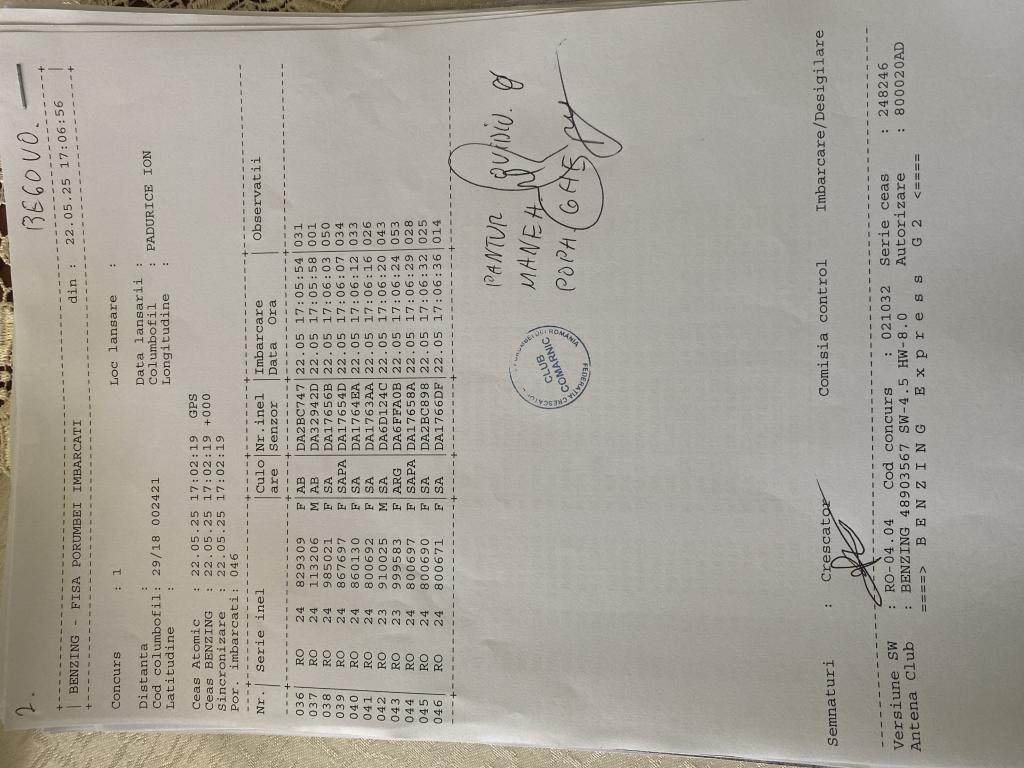 2.
BEGOVO.
| BENZING - FISA PORUMBEI IMBARCATI din : 22.05.25 17:06:56 |
Concurs : 1 Loc lansare :
Distanta : Data lansarii :
Cod columbofil: 29/18 002421 Columbofil : PADURICE ION
Latitudine : Longitudine :
Ceas Atomic : 22.05.25 17:02:19 GPS
Ceas BENZING : 22.05.25 17:02:19 +000
Sincronizare : 22.05.25 17:02:19
Por. imbarcati: 046
Nr.| Serie inel |Culo|Nr.inel |Imbarcare |Observatii
|are |Senzor |Data Ora
036 RO 24 829309 F AB DA2BC747 22.05 17:05:54 031
037 RO 24 113206 M AB DA32942D 22.05 17:05:58 001
038 RO 24 985021 F SA DA17656B 22.05 17:06:03 050
039 RO 24 867697 F SAPA DA17654D 22.05 17:06:07 034
040 RO 24 860130 F SA DA1764EA 22.05 17:06:12 033
041 RO 24 800692 F SA DA1763AA 22.05 17:06:16 026
042 RO 23 910025 M SA DA6D124C 22.05 17:06:20 043
043 RO 23 999583 F ARG DA6FFA0B 22.05 17:06:24 053
044 RO 24 800697 F SAPA DA17658A 22.05 17:06:29 028
045 RO 24 800690 F SA DA2BC898 22.05 17:06:32 025
046 RO 24 800671 F SA DA1766DF 22.05 17:06:36 014
PANTUR OVIDIU.
MANEA
POPA GHE
CLUB
COMARNIC
FEDERATIA CRESCATORILOR ROMÂNIA
Semnaturi : Crescator Comisia control Imbarcare/Desigilare
Versiune SW : RO-04.04 Cod concurs : 021032 Serie ceas : 248246
Antena Club : BENZING 48903567 SW-4.5 HW-8.0 Autorizare : 800020AD
====> B E N Z I N G E x p r e s s G 2 <====